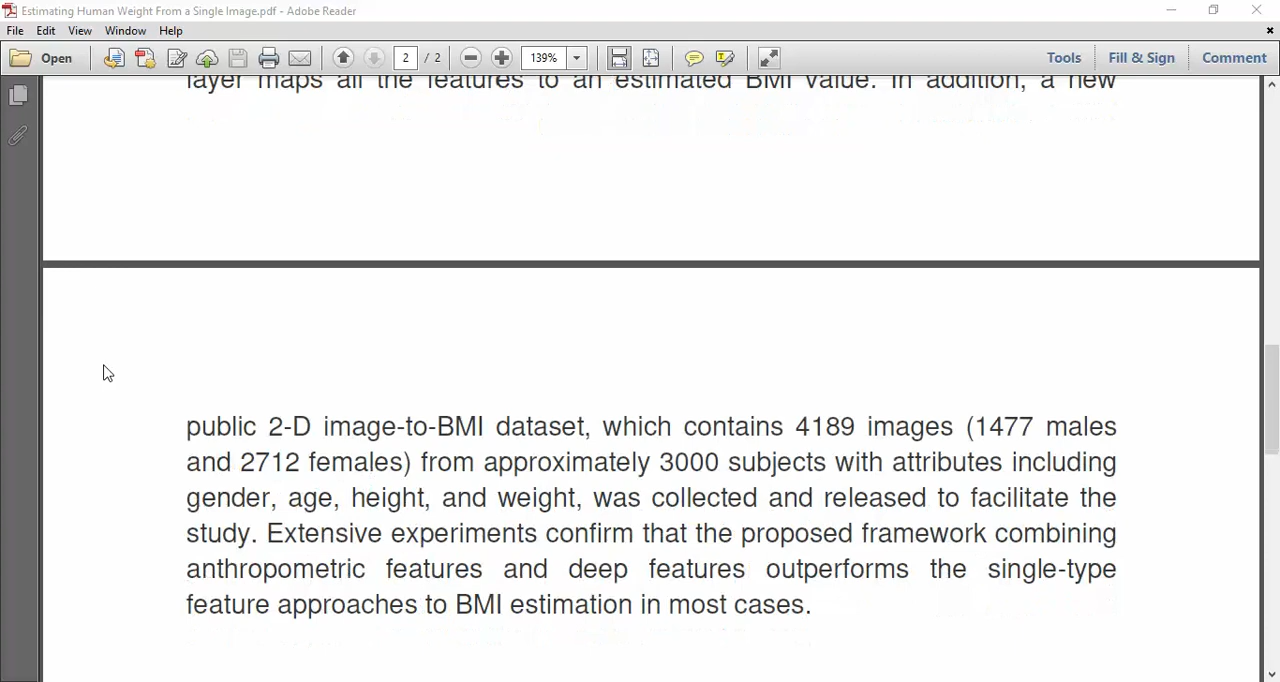 Estimating Human Weight From a Single Image.pdf - Adobe Reader
File Edit View Window Help
Open 2 / 2 139% Tools Fill & Sign Comment
layer maps all the features to an estimated BMI value. In addition, a new
public 2-D image-to-BMI dataset, which contains 4189 images (1477 males
and 2712 females) from approximately 3000 subjects with attributes including
gender, age, height, and weight, was collected and released to facilitate the
study. Extensive experiments confirm that the proposed framework combining
anthropometric features and deep features outperforms the single-type
feature approaches to BMI estimation in most cases.